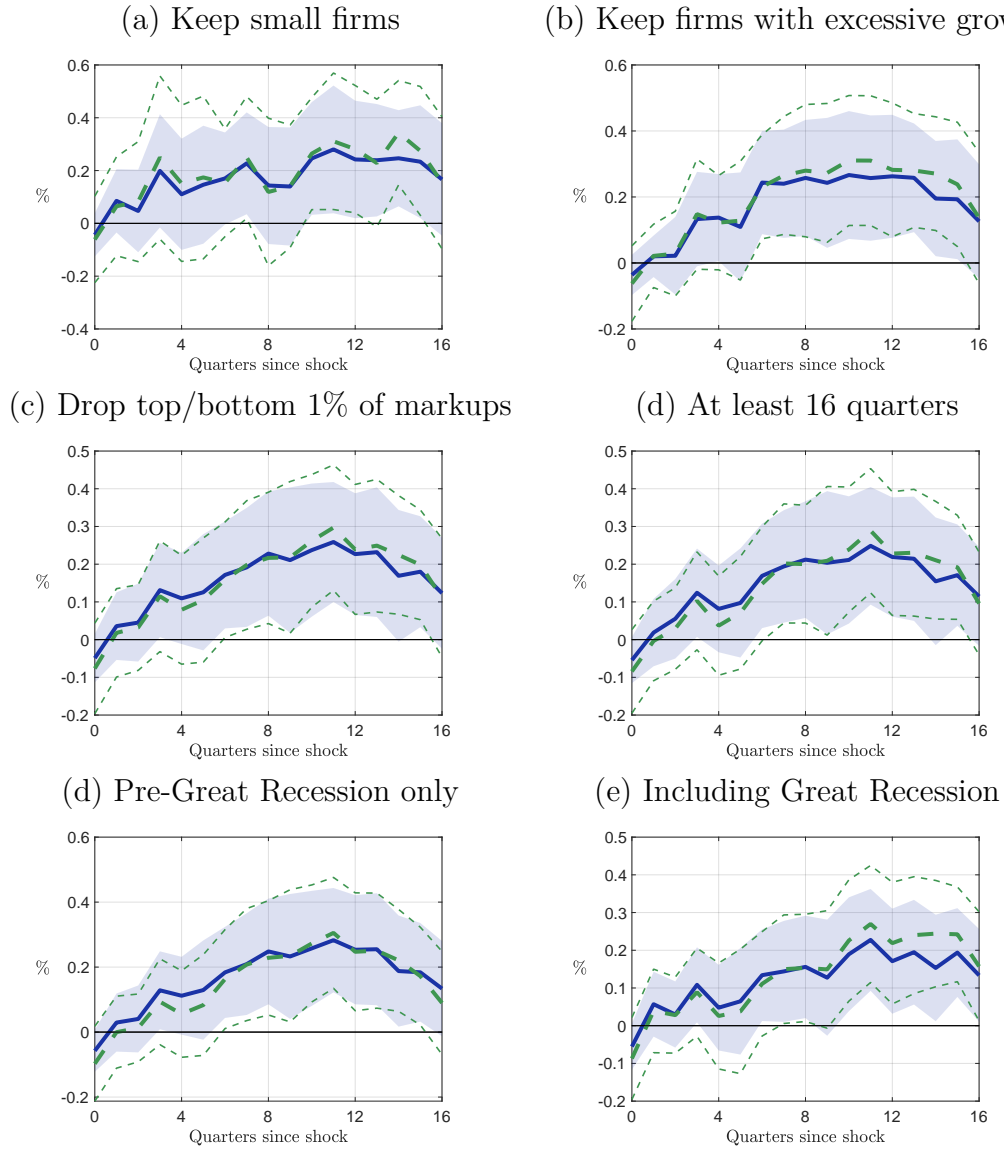 (a) Keep small firms
(b) Keep firms with excessive grow
0.6
0.4
0.2
0
-0.2
-0.4
%
0 4 8 12 16
Quarters since shock
0.6
0.4
0.2
0
-0.2
%
0 4 8 12 16
Quarters since shock
(c) Drop top/bottom 1% of markups
(d) At least 16 quarters
0.5
0.4
0.3
0.2
0.1
0
-0.1
-0.2
%
0 4 8 12 16
Quarters since shock
0.5
0.4
0.3
0.2
0.1
0
-0.1
-0.2
%
0 4 8 12 16
Quarters since shock
(d) Pre-Great Recession only
(e) Including Great Recession
0.6
0.4
0.2
0
-0.2
%
0 4 8 12 16
Quarters since shock
0.5
0.4
0.3
0.2
0.1
0
-0.1
-0.2
%
0 4 8 12 16
Quarters since shock